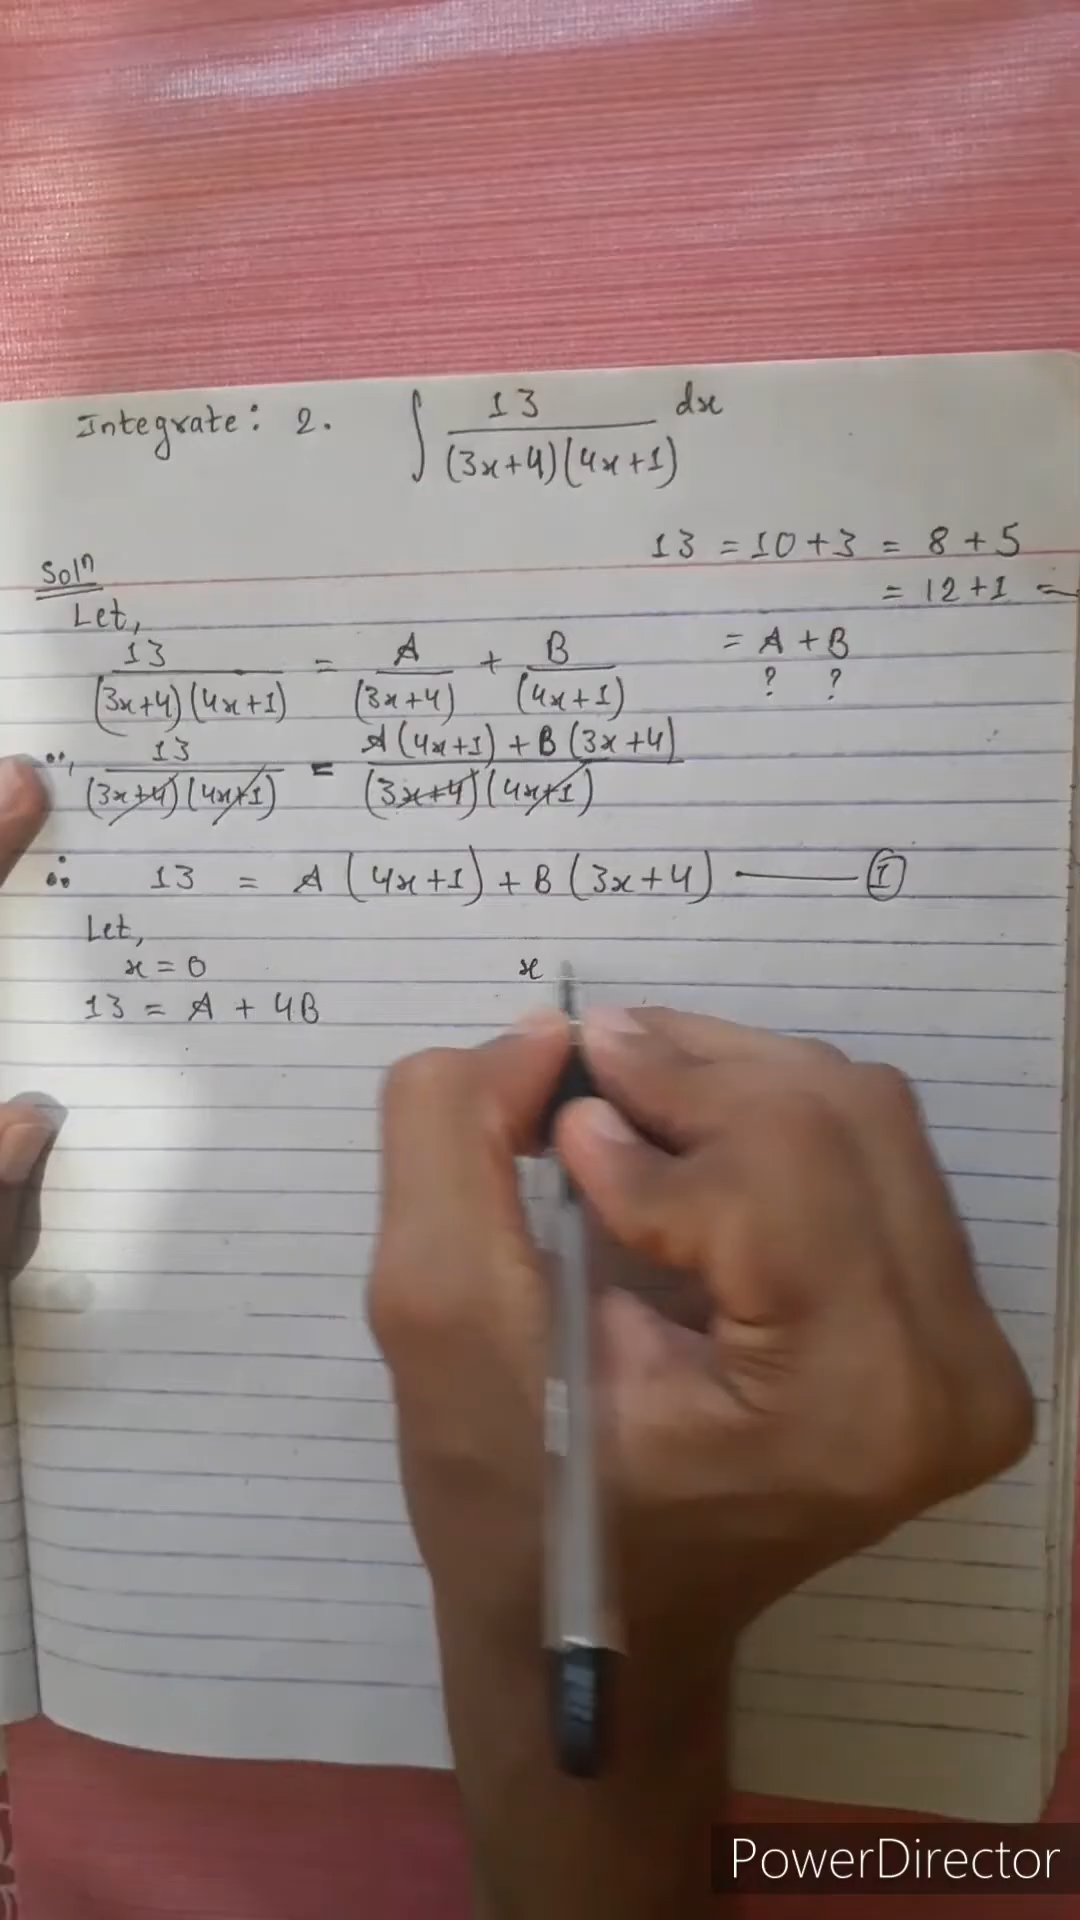 Integrate: 2. ∫ 13 / (3x+4)(4x+1) dx
13 = 10+3 = 8+5
= 12+1 =
= A + B
? ?
Solⁿ
Let,
13 / (3x+4)(4x+1) = A / (3x+4) + B / (4x+1)
∵, 13 / (3x+4)(4x+1) = A(4x+1) + B(3x+4) / (3x+4)(4x+1)
∴ 13 = A(4x+1) + B(3x+4) ——— ①
Let,
x = 0 x
13 = A + 4B
PowerDirector